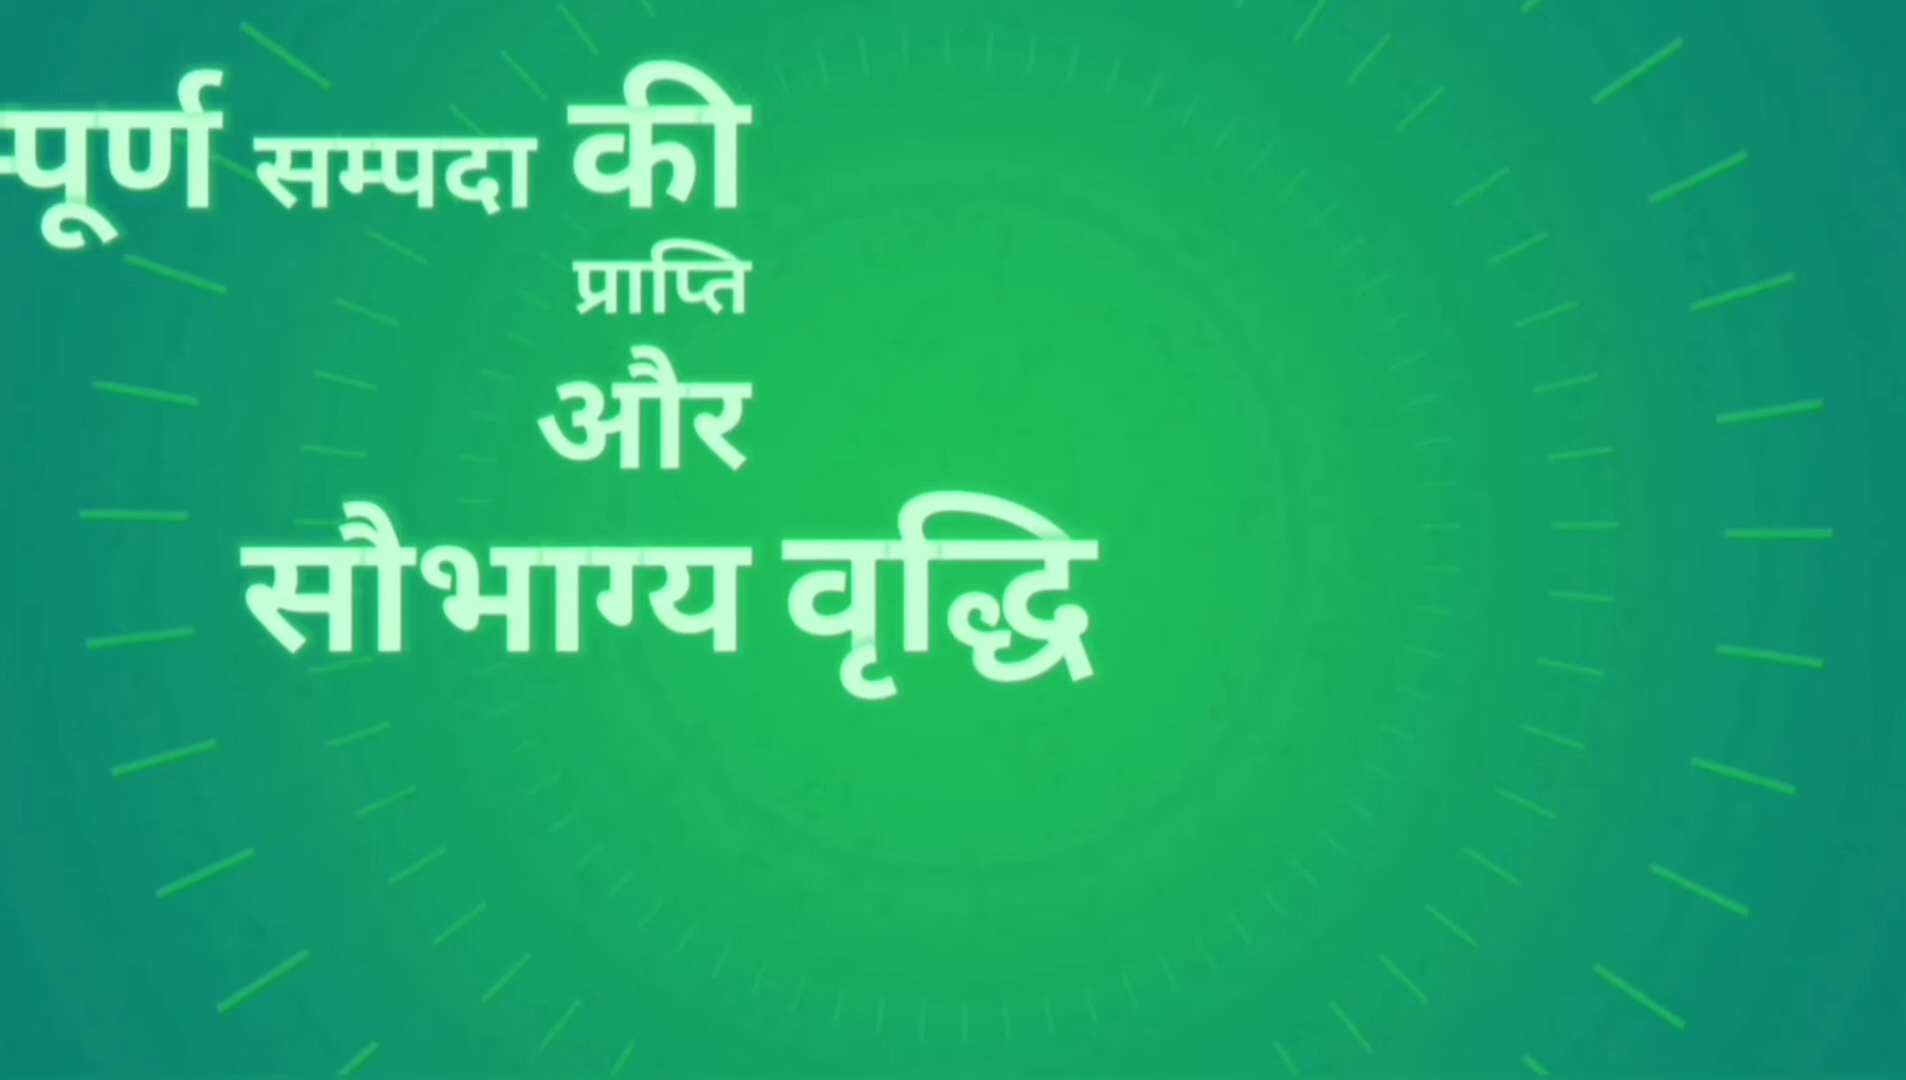 म्पूर्ण सम्पदा की
प्राप्ति
और
सौभाग्य वृद्धि